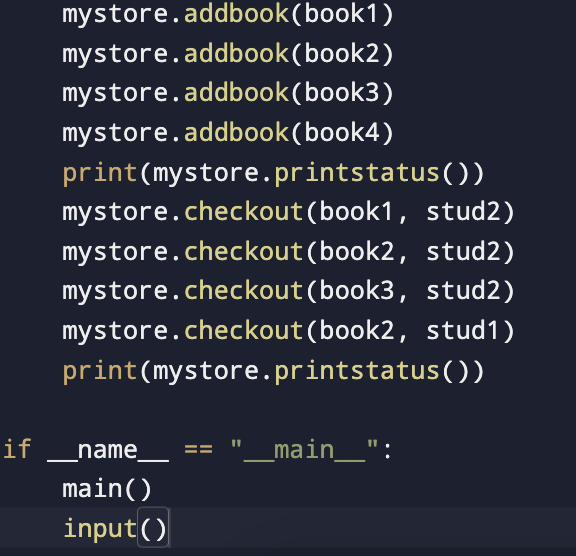 mystore.addbook(book1)
mystore.addbook(book2)
mystore.addbook(book3)
mystore.addbook(book4)
print(mystore.printstatus())
mystore.checkout(book1, stud2)
mystore.checkout(book2, stud2)
mystore.checkout(book3, stud2)
mystore.checkout(book2, stud1)
print(mystore.printstatus())
if __name__ == "__main__":
main()
input()